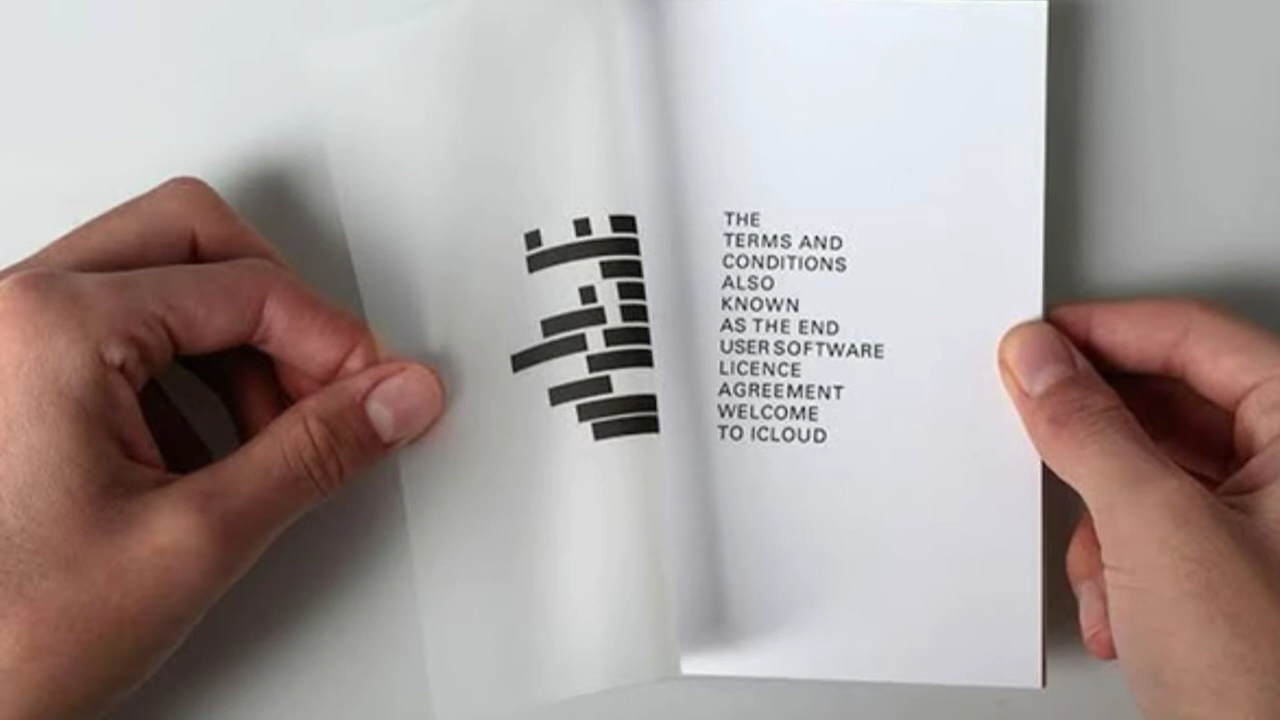 THE
TERMS AND
CONDITIONS
ALSO
KNOWN
AS THE END
USER SOFTWARE
LICENCE
AGREEMENT
WELCOME
TO ICLOUD